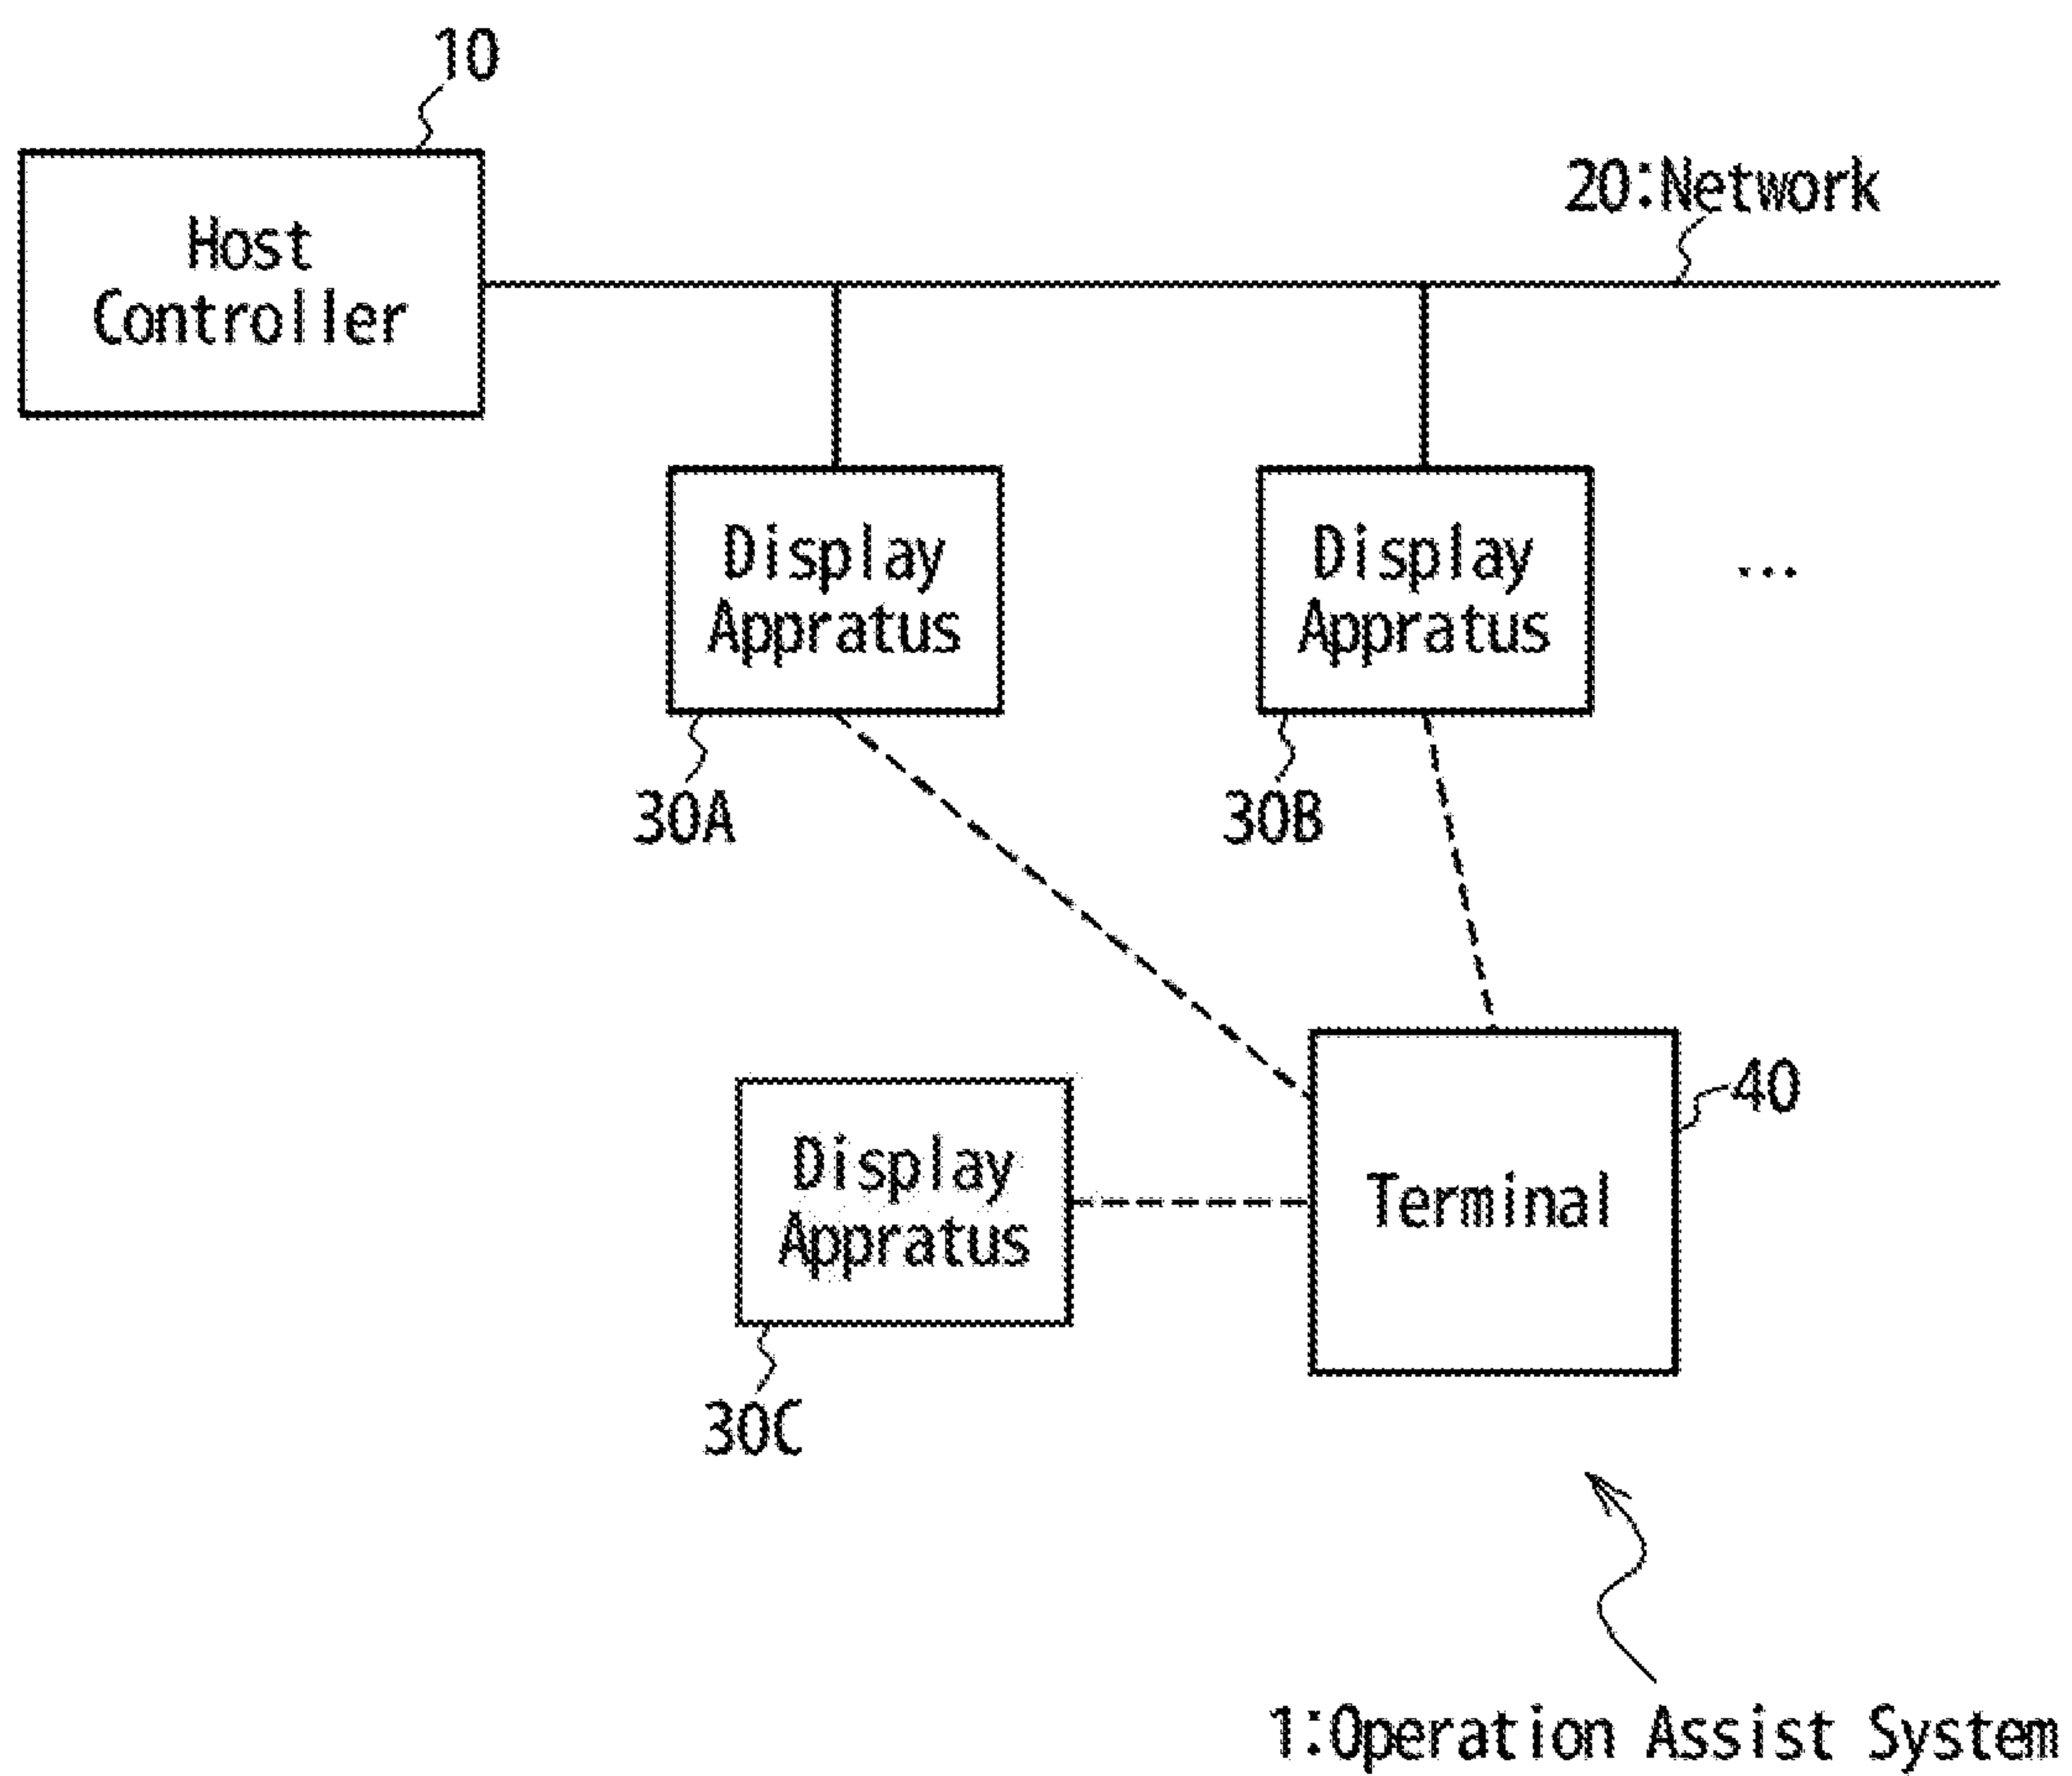 10
20:Network
Host
Controller
Display
Appratus
Display
Appratus
...
30A
30B
40
Display
Appratus
Terminal
30C
1:Operation Assist System